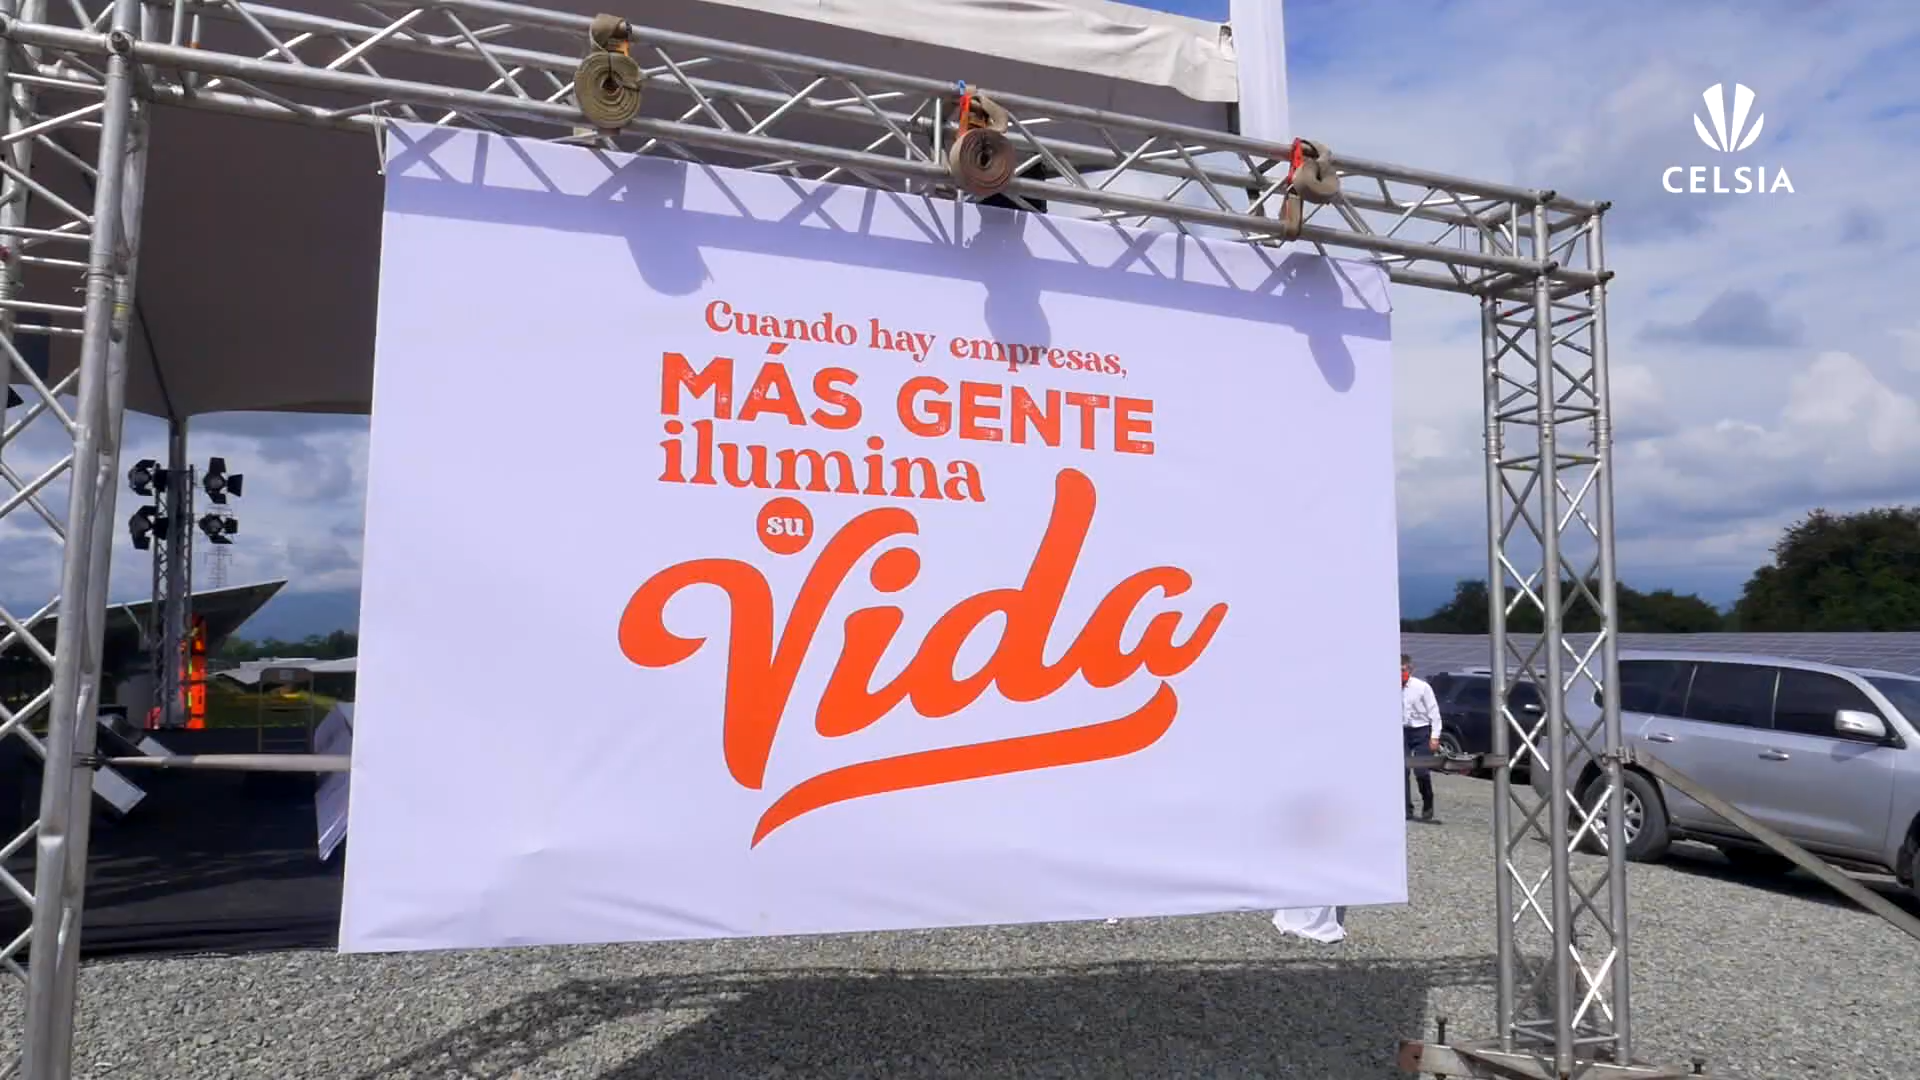 CELSIA
Cuando hay empresas,
MÁS GENTE
ilumina
su
Vida